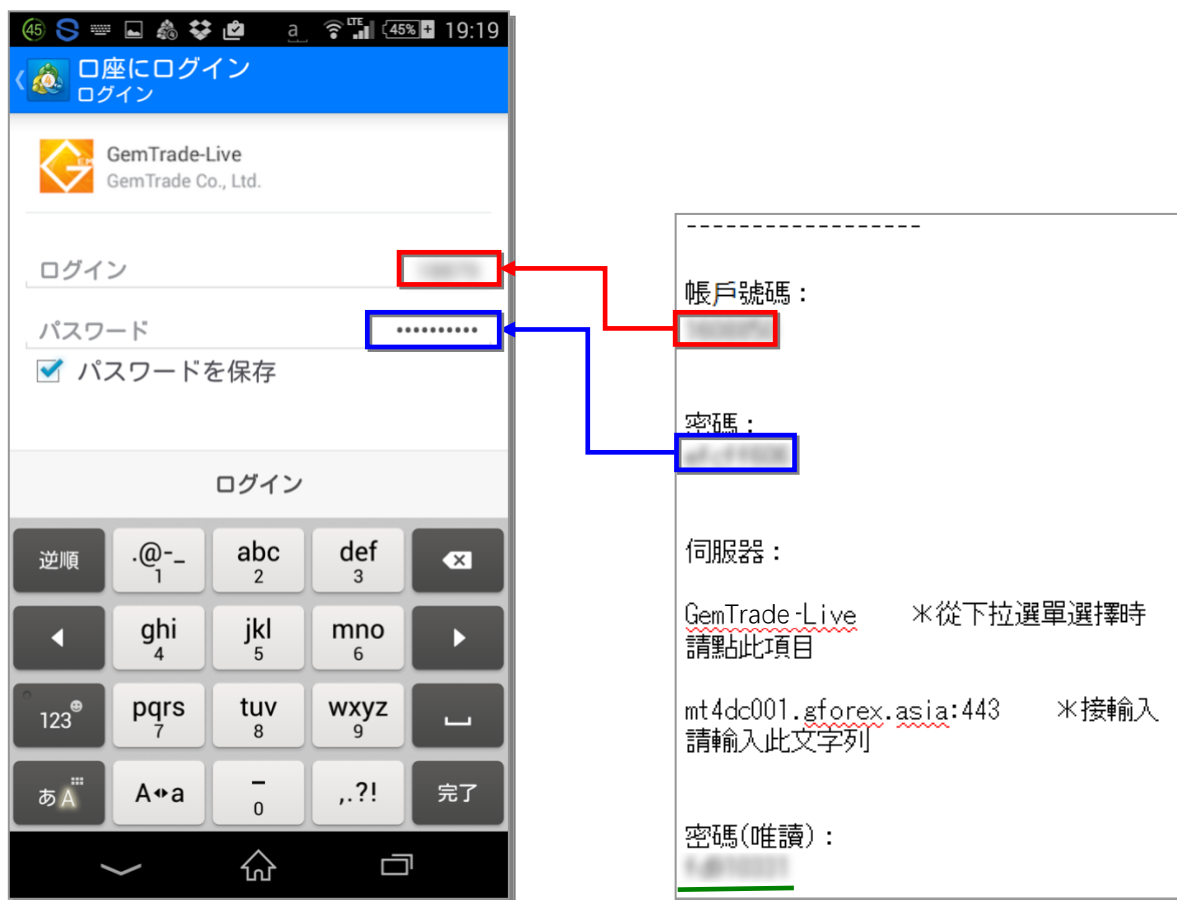 45
LTE
a
45%
19:19
口座にログイン
ログイン
GEM
GemTrade-Live
GemTrade Co., Ltd.
ログイン
パスワード
••••••••••
パスワードを保存
ログイン
逆順
.@-_
1
abc
2
def
3
ghi
4
jkl
5
mno
6
123
pqrs
7
tuv
8
wxyz
9
あA
A a
–
0
,.?!
完了
------------------
帳戶號碼：
密碼：
伺服器：
GemTrade-Live ＊從下拉選單選擇時
請點此項目
mt4dc001.gforex.asia:443 ＊接輸入
請輸入此文字列
密碼(唯讀)：